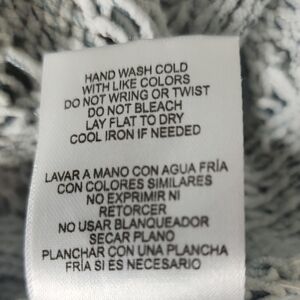 HAND WASH COLD
WITH LIKE COLORS
DO NOT WRING OR TWIST
DO NOT BLEACH
LAY FLAT TO DRY
COOL IRON IF NEEDED
LAVAR A MANO CON AGUA FRÍA
CON COLORES SIMILARES
NO EXPRIMIR NI
RETORCER
NO USAR BLANQUEADOR
SECAR PLANO
PLANCHAR CON UNA PLANCHA
FRÍA SI ES NECESARIO